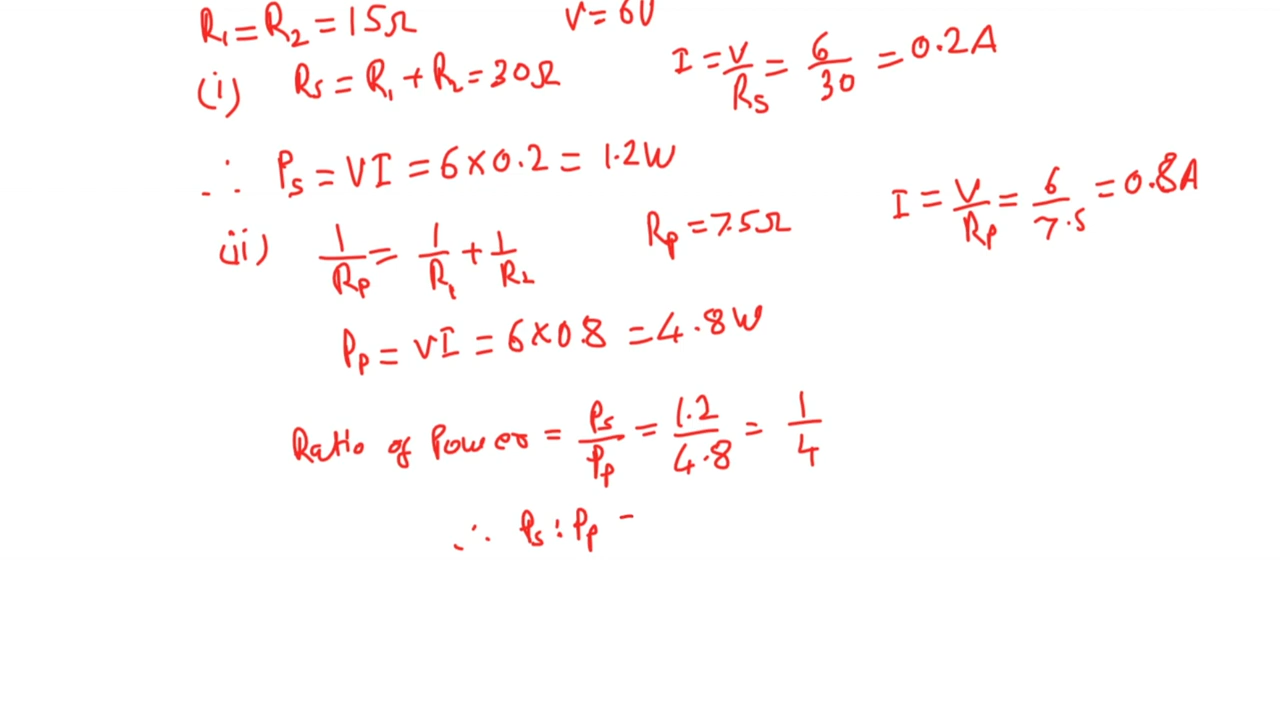 R₁ = R₂ = 15Ω V = 6V
(i) Rs = R₁ + R₂ = 30Ω I = V/Rs = 6/30 = 0.2A
∴ Ps = VI = 6 × 0.2 = 1.2W
(ii) 1/Rp = 1/R₁ + 1/R₂ Rp = 7.5Ω I = V/Rp = 6/7.5 = 0.8A
Pp = VI = 6 × 0.8 = 4.8W
Ratio of Power = Ps/Pp = 1.2/4.8 = 1/4
∴ Ps : Pp -